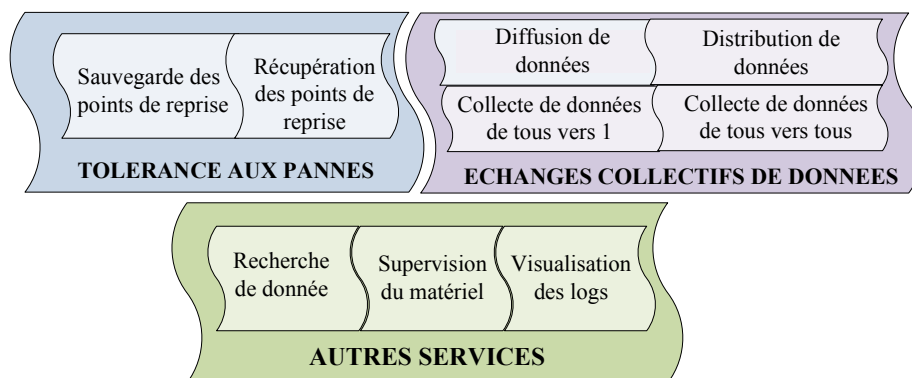 Sauvegarde des
points de reprise
Récupération
des points de
reprise
TOLERANCE AUX PANNES
Diffusion de
données
Distribution de
données
Collecte de données
de tous vers 1
Collecte de données
de tous vers tous
ECHANGES COLLECTIFS DE DONNEES
Recherche
de donnée
Supervision
du matériel
Visualisation
des logs
AUTRES SERVICES